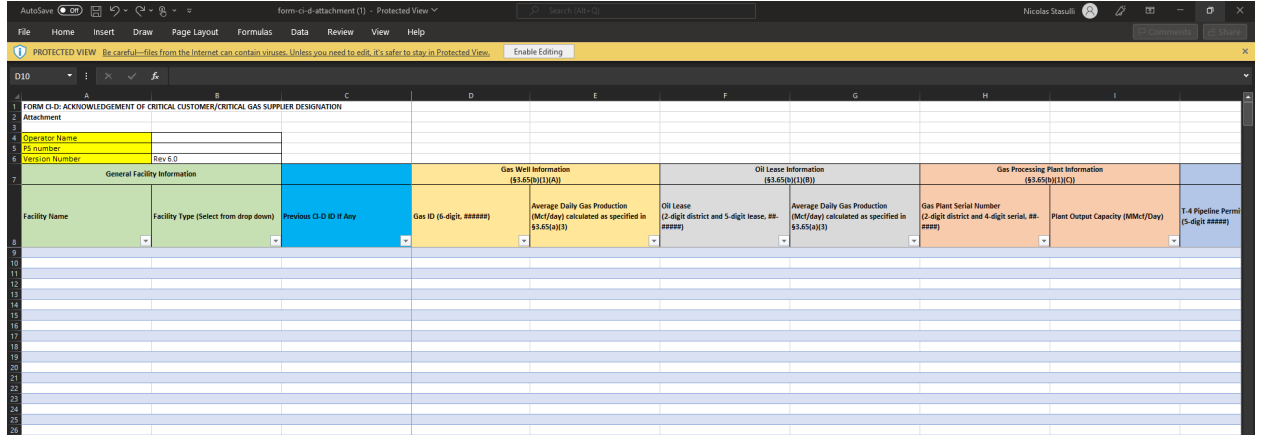 AutoSave Off form-ci-d-attachment (1) - Protected View Search (Alt+Q) Nicolas Stasulli
File Home Insert Draw Page Layout Formulas Data Review View Help Comments Share
PROTECTED VIEW Be careful—files from the Internet can contain viruses. Unless you need to edit, it's safer to stay in Protected View. Enable Editing
D10 fx
A B C D E F G H I
1 FORM CI-D: ACKNOWLEDGEMENT OF CRITICAL CUSTOMER/CRITICAL GAS SUPPLIER DESIGNATION
2 Attachment
3
4 Operator Name
5 P5 number
6 Version Number Rev 6.0
General Facility Information
Gas Well Information
(§3.65(b)(1)(A))
Oil Lease Information
(§3.65(b)(1)(B))
Gas Processing Plant Information
(§3.65(b)(1)(C))
7
Facility Name
Facility Type (Select from drop down)
Previous CI-D ID If Any
Gas ID (6-digit, ######)
Average Daily Gas Production
(Mcf/day) calculated as specified in
§3.65(a)(3)
Oil Lease
(2-digit district and 5-digit lease, ##-
#####)
Average Daily Gas Production
(Mcf/day) calculated as specified in
§3.65(a)(3)
Gas Plant Serial Number
(2-digit district and 4-digit serial, ##-
####)
Plant Output Capacity (MMcf/Day)
T-4 Pipeline Permi
(5-digit #####)
8
9
10
11
12
13
14
15
16
17
18
19
20
21
22
23
24
25
26